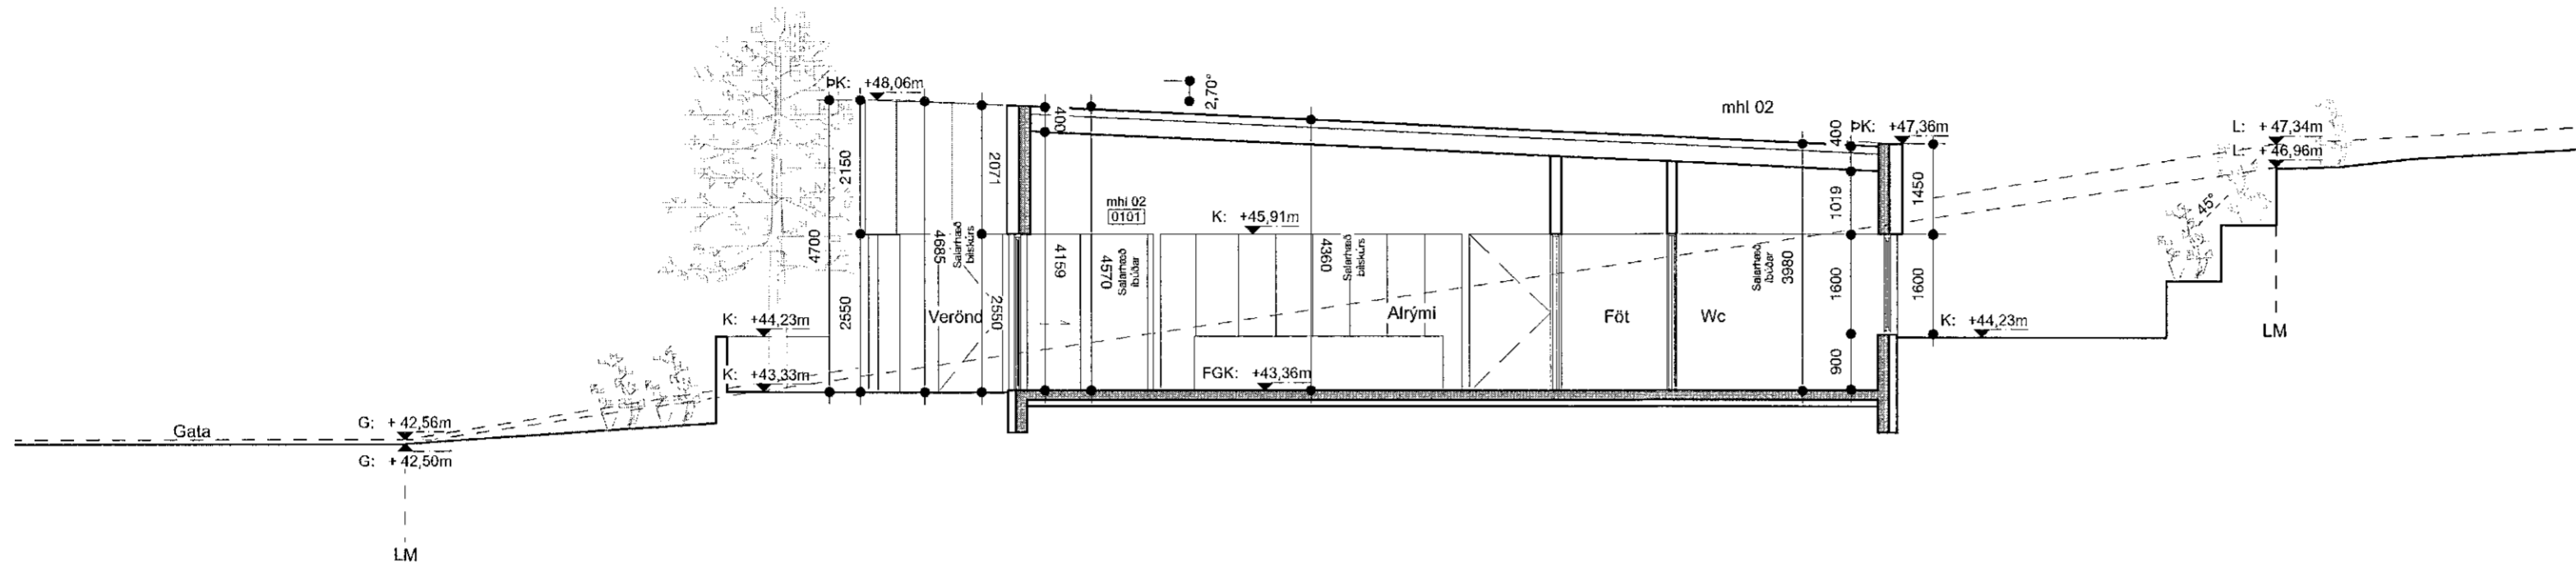 ÞK: +48,06m
2,70°
mhl 02
400
400
ÞK: +47,36m
L: + 47,34m
L: + 46,96m
2150
2071
mhl 02
0101
K: +45,91m
1019
1450
45°
4700
4685
Salarhæð
bílskúrs
4159
4570
Salarhæð
íbúðar
4360
Salarhæð
bílskúrs
Salarhæð
íbúðar
3980
1600
1600
2550
Verönd
2550
Alrými
Föt
Wc
K: +44,23m
K: +44,23m
LM
K: +43,33m
FGK: +43,36m
900
Gata
G: + 42,56m
G: + 42,50m
LM